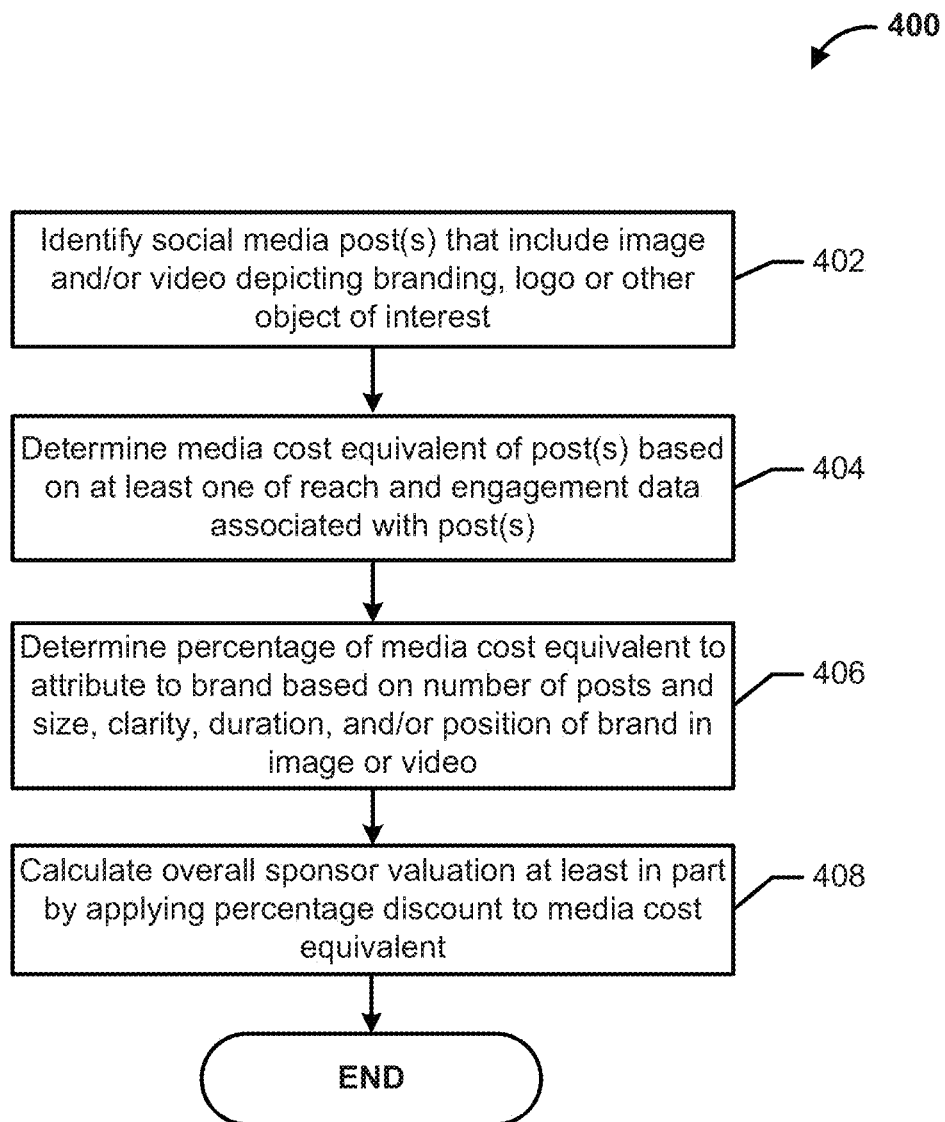 400
Identify social media post(s) that include image
and/or video depicting branding, logo or other
object of interest
402
Determine media cost equivalent of post(s) based
on at least one of reach and engagement data
associated with post(s)
404
Determine percentage of media cost equivalent to
attribute to brand based on number of posts and
size, clarity, duration, and/or position of brand in
image or video
406
Calculate overall sponsor valuation at least in part
by applying percentage discount to media cost
equivalent
408
END